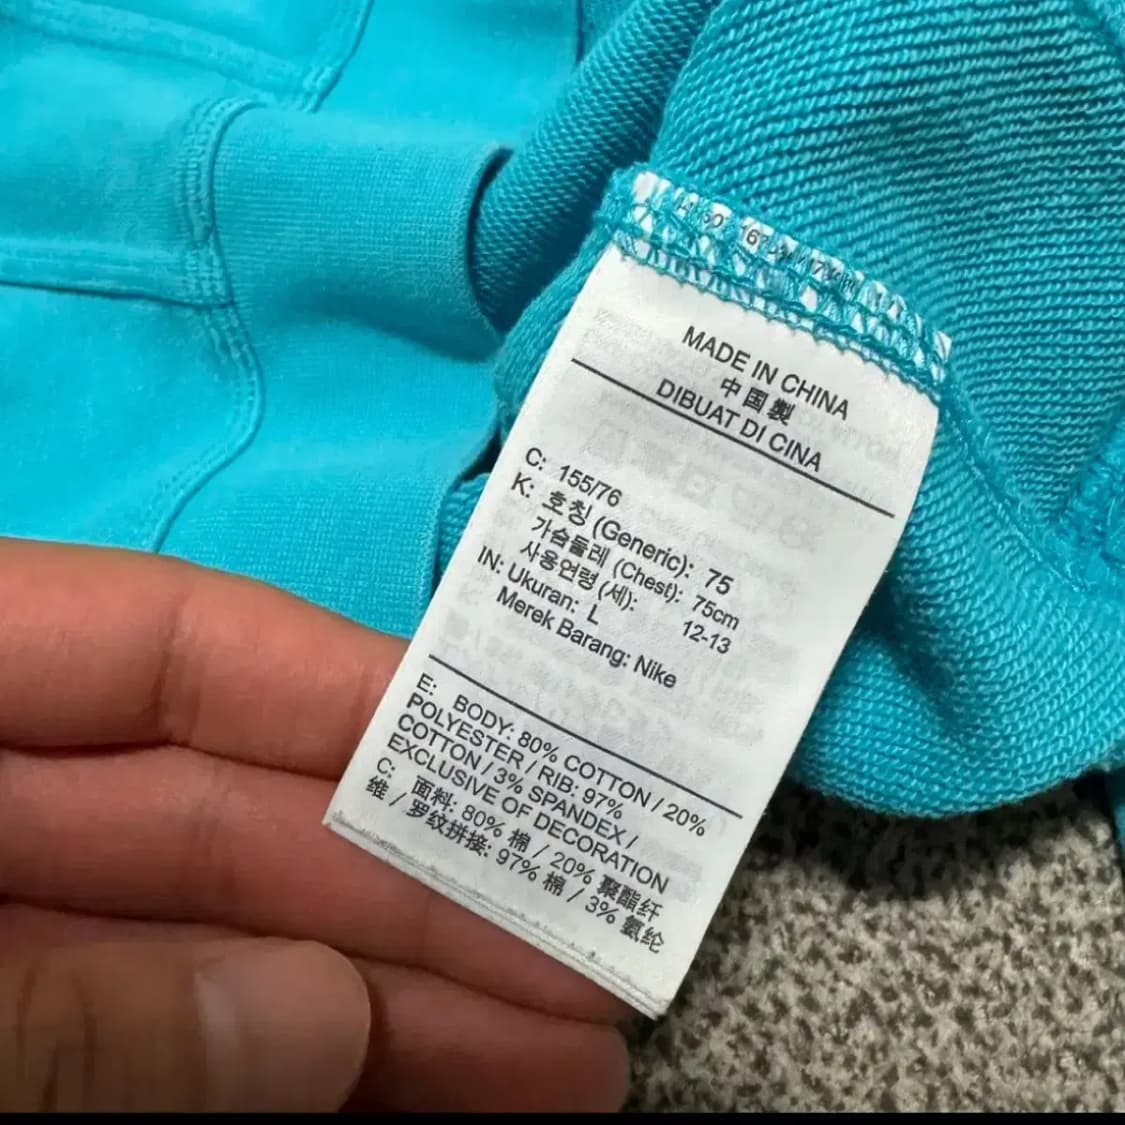 MADE IN CHINA
中国製
DIBUAT DI CINA
C: 155/76
K: 호칭 (Generic): 75
가슴둘레 (Chest): 75cm
사용연령 (세): 12-13
IN: Ukuran: L
Merek Barang: Nike
E: BODY: 80% COTTON / 20%
POLYESTER / RIB: 97%
COTTON / 3% SPANDEX /
EXCLUSIVE OF DECORATION
C: 面料: 80% 棉 / 20% 聚酯纤
维 / 罗纹拼接: 97% 棉 / 3% 氨纶